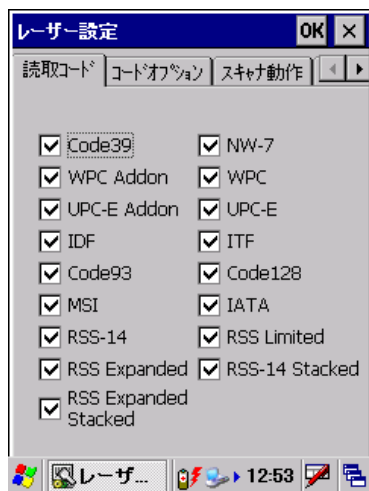 レーザー設定 OK ×
読取コード コードオプション スキャナ動作
Code39 NW-7
WPC Addon WPC
UPC-E Addon UPC-E
IDF ITF
Code93 Code128
MSI IATA
RSS-14 RSS Limited
RSS Expanded RSS-14 Stacked
RSS Expanded
Stacked
レーザ... 12:53